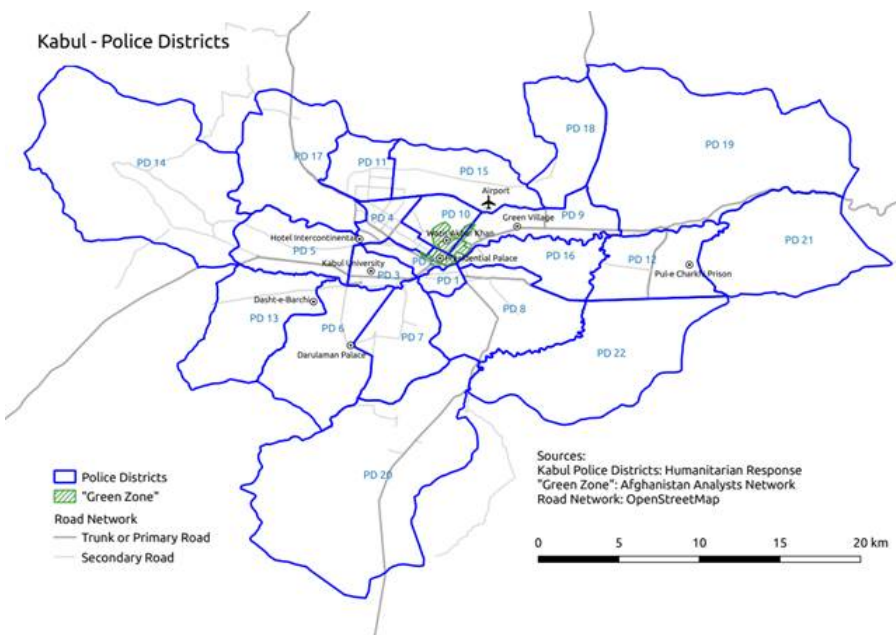 Kabul - Police Districts
PD 18
PD 19
PD 14
PD 17
PD 11
PD 15
Airport
PD 10
PD 4
PD 9
Green Village
Wazir Akbar Khan
Hotel Intercontinental
PD 5
PD 21
PD 16
PD 12
Presidential Palace
Pul-e Charkhi Prison
Kabul University
PD 3
PD 1
Dasht-e-Barchi
PD 13
PD 6
PD 7
PD 8
Darulaman Palace
PD 22
PD 20
Police Districts
"Green Zone"
Road Network
Trunk or Primary Road
Secondary Road
Sources:
Kabul Police Districts: Humanitarian Response
"Green Zone": Afghanistan Analysts Network
Road Network: OpenStreetMap
0 5 10 15 20 km